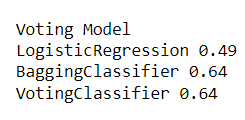 Voting Model
LogisticRegression 0.49
BaggingClassifier 0.64
VotingClassifier 0.64